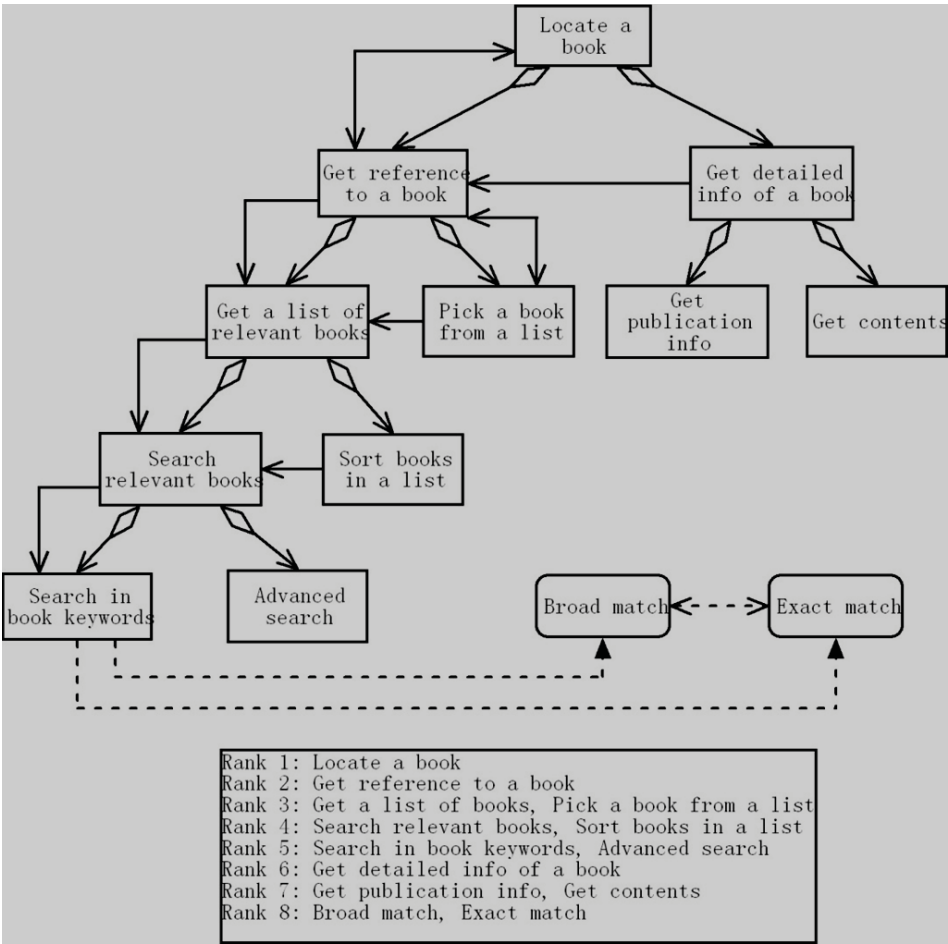 Locate a
book
Get reference
to a book
Get detailed
info of a book
Get a list of
relevant books
Pick a book
from a list
Get
publication
info
Get contents
Search
relevant books
Sort books
in a list
Search in
book keywords
Advanced
search
Broad match
Exact match
Rank 1: Locate a book
Rank 2: Get reference to a book
Rank 3: Get a list of books, Pick a book from a list
Rank 4: Search relevant books, Sort books in a list
Rank 5: Search in book keywords, Advanced search
Rank 6: Get detailed info of a book
Rank 7: Get publication info, Get contents
Rank 8: Broad match, Exact match